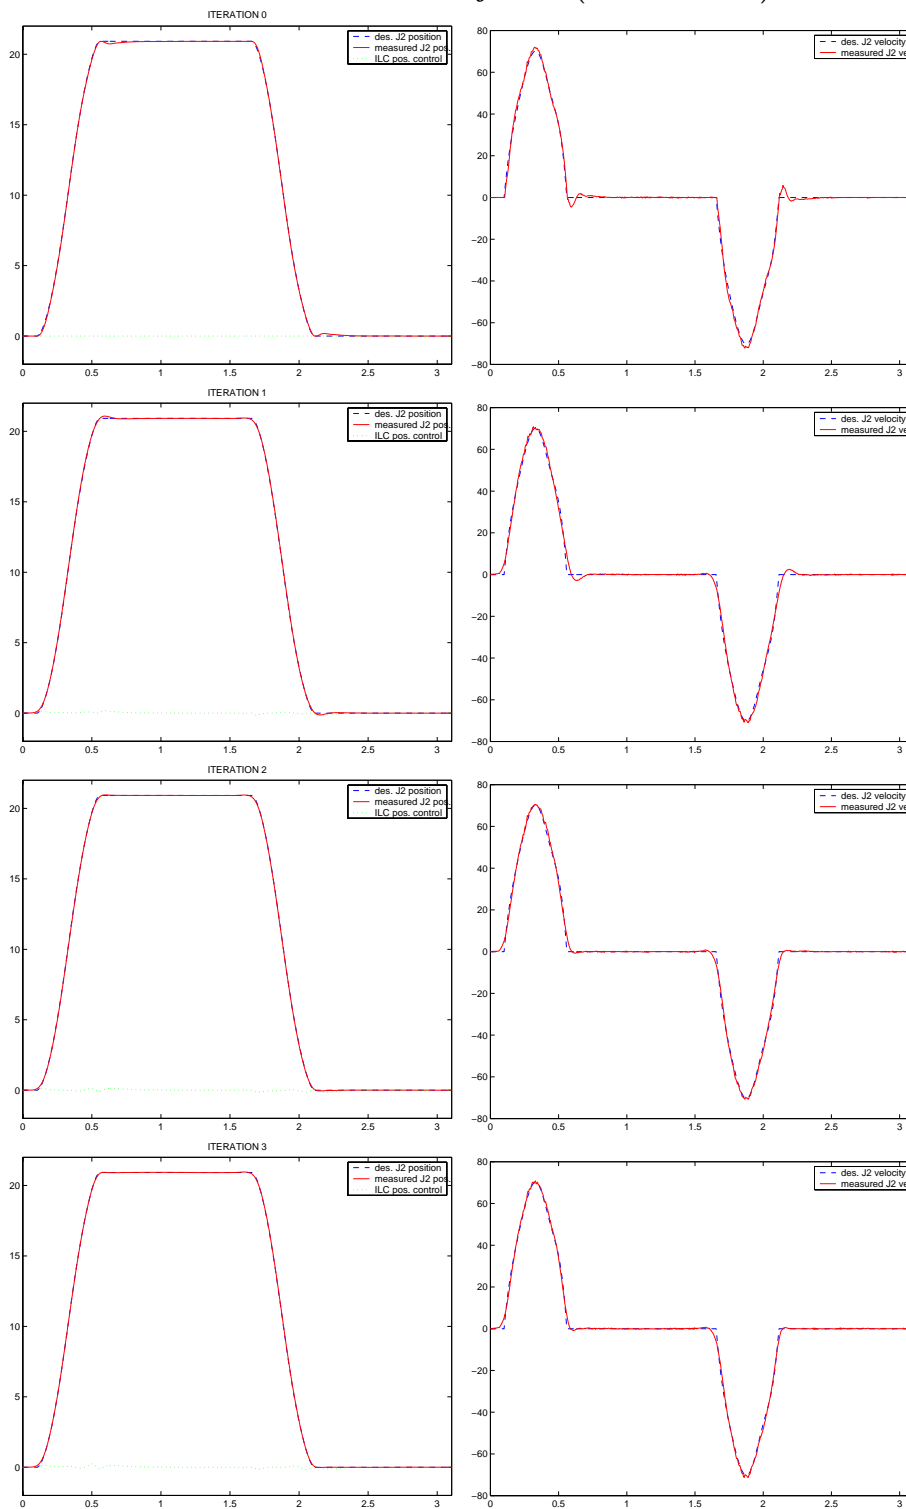 ITERATION 0
des. J2 position
measured J2 pos.
ILC pos. control
20
15
10
5
0
0 0.5 1 1.5 2 2.5 3
80
des. J2 velocity
measured J2 ve
60
40
20
0
−20
−40
−60
−80
0 0.5 1 1.5 2 2.5 3
ITERATION 1
des. J2 position
measured J2 pos.
ILC pos. control
20
15
10
5
0
0 0.5 1 1.5 2 2.5 3
80
des. J2 velocity
measured J2 ve
60
40
20
0
−20
−40
−60
−80
0 0.5 1 1.5 2 2.5 3
ITERATION 2
des. J2 position
measured J2 pos.
ILC pos. control
20
15
10
5
0
0 0.5 1 1.5 2 2.5 3
80
des. J2 velocity
measured J2 ve
60
40
20
0
−20
−40
−60
−80
0 0.5 1 1.5 2 2.5 3
ITERATION 3
des. J2 position
measured J2 pos.
ILC pos. control
20
15
10
5
0
0 0.5 1 1.5 2 2.5 3
80
des. J2 velocity
measured J2 ve
60
40
20
0
−20
−40
−60
−80
0 0.5 1 1.5 2 2.5 3